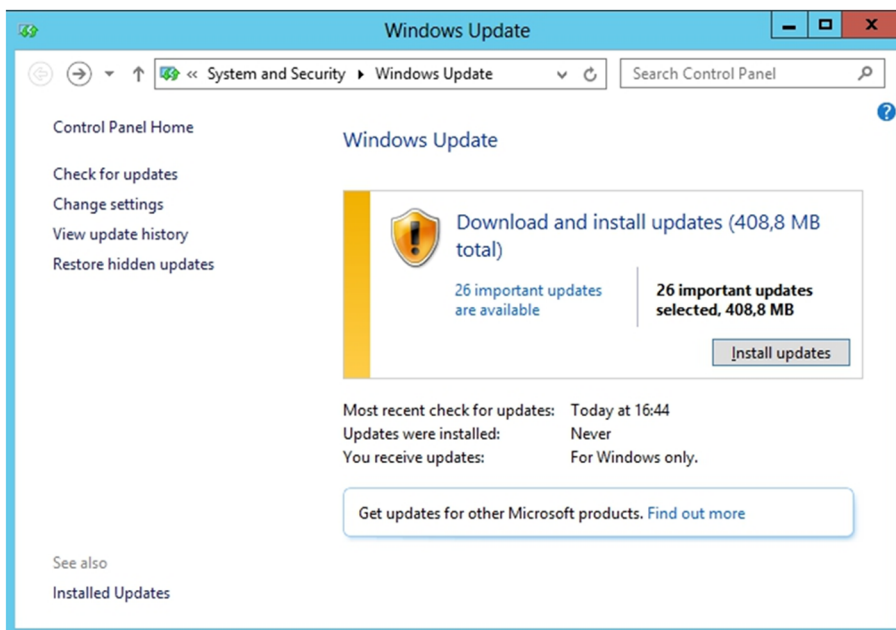 Windows Update
« System and Security ▸ Windows Update
Search Control Panel
Control Panel Home
Check for updates
Change settings
View update history
Restore hidden updates
See also
Installed Updates
Windows Update
Download and install updates (408,8 MB
total)
26 important updates
are available
26 important updates
selected, 408,8 MB
Install updates
Most recent check for updates: Today at 16:44
Updates were installed: Never
You receive updates: For Windows only.
Get updates for other Microsoft products. Find out more